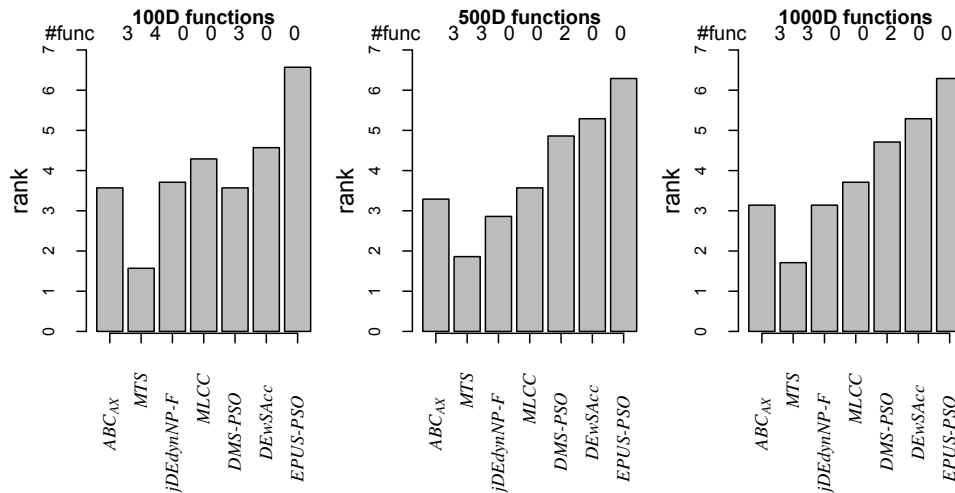 100D functions
#func 3 4 0 0 3 0 0
rank
0 1 2 3 4 5 6 7
ABC_AX
MTS
jDEdynNP-F
MLCC
DMS-PSO
DEwSAcc
EPUS-PSO
500D functions
#func 3 3 0 0 2 0 0
rank
0 1 2 3 4 5 6 7
ABC_AX
MTS
jDEdynNP-F
MLCC
DMS-PSO
DEwSAcc
EPUS-PSO
1000D functions
#func 3 3 0 0 2 0 0
rank
0 1 2 3 4 5 6 7
ABC_AX
MTS
jDEdynNP-F
MLCC
DMS-PSO
DEwSAcc
EPUS-PSO